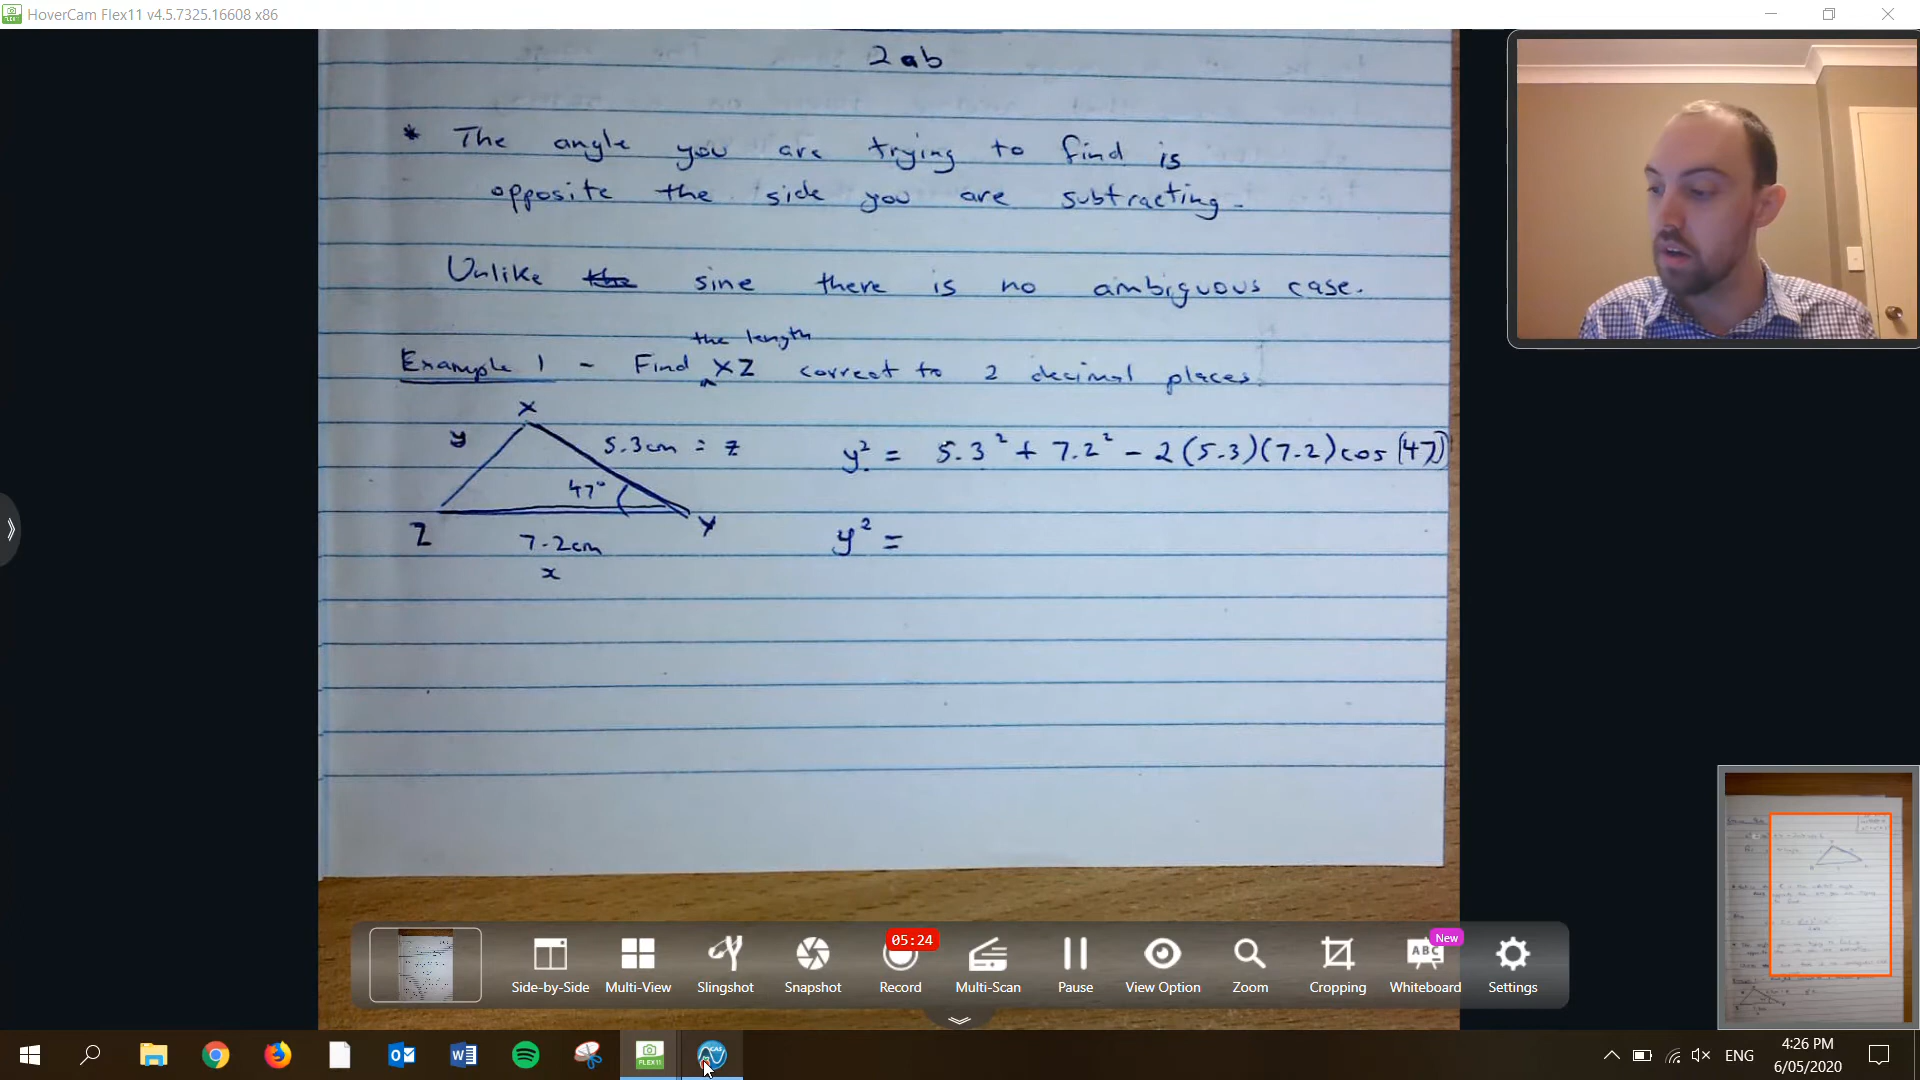 HoverCam Flex11 v4.5.7325.16608 x86
2ab
* The angle you are trying to find is
opposite the side you are subtracting.
Unlike the sine there is no ambiguous case.
the length
Example 1 - Find XZ correct to 2 decimal places.
X
y
5.3cm = z
y² = 5.3² + 7.2² - 2(5.3)(7.2)cos(47)
47°
Z
Y
7.2cm
x
y² =
05:24
New
ABC
Side-by-Side
Multi-View
Slingshot
Snapshot
Record
Multi-Scan
Pause
View Option
Zoom
Cropping
Whiteboard
Settings
FLEX11
CAS
ENG
4:26 PM
6/05/2020